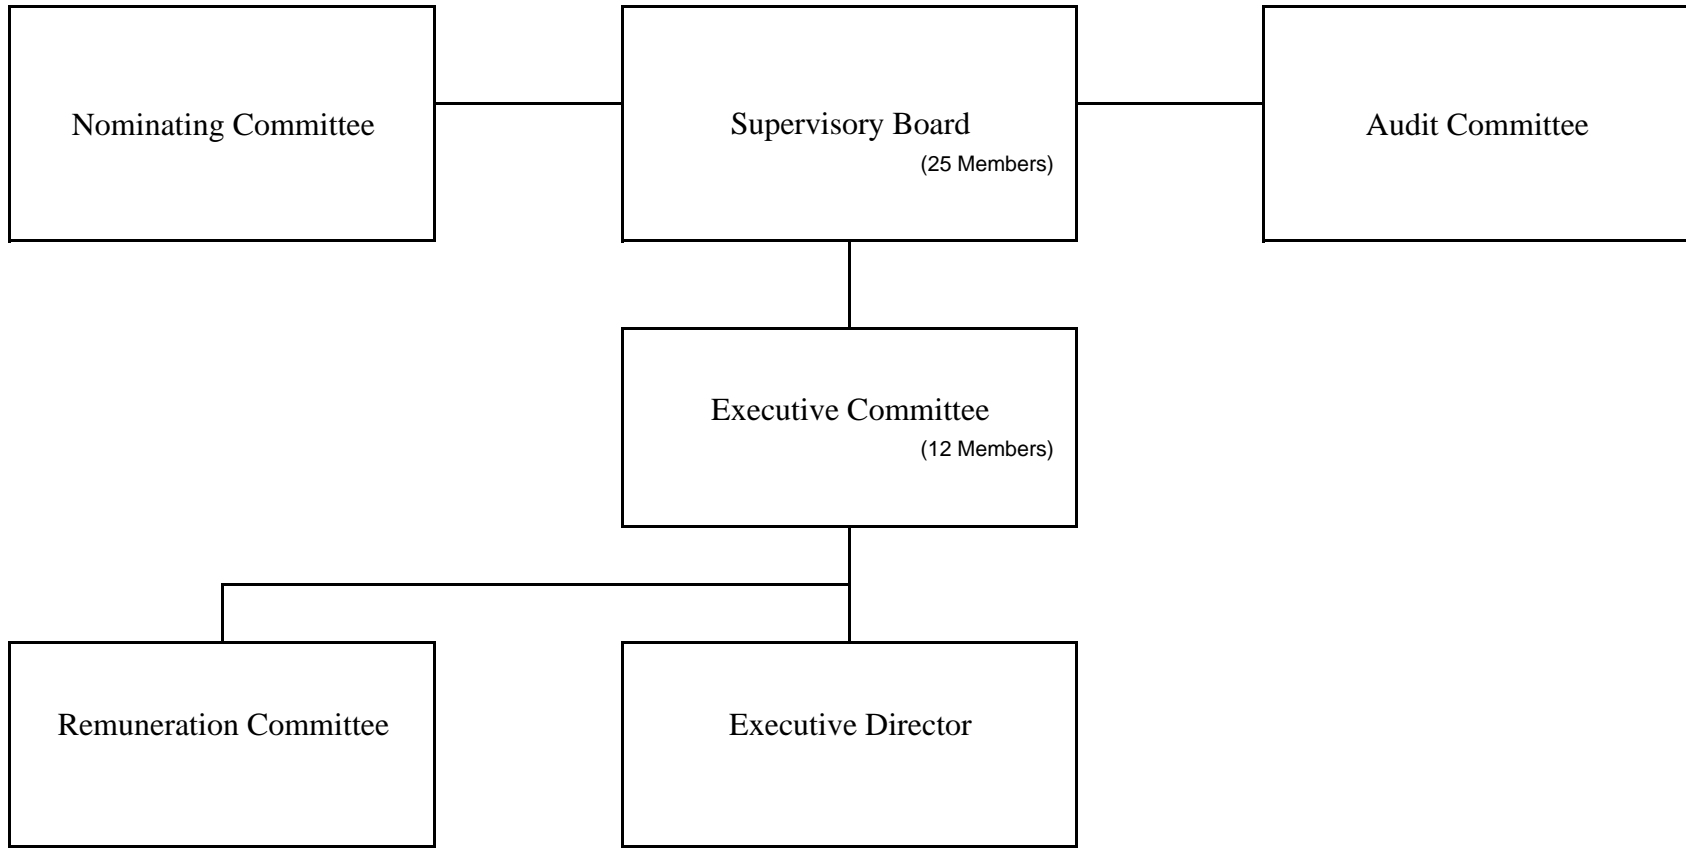 Nominating Committee
Supervisory Board
(25 Members)
Audit Committee
Executive Committee
(12 Members)
Remuneration Committee
Executive Director